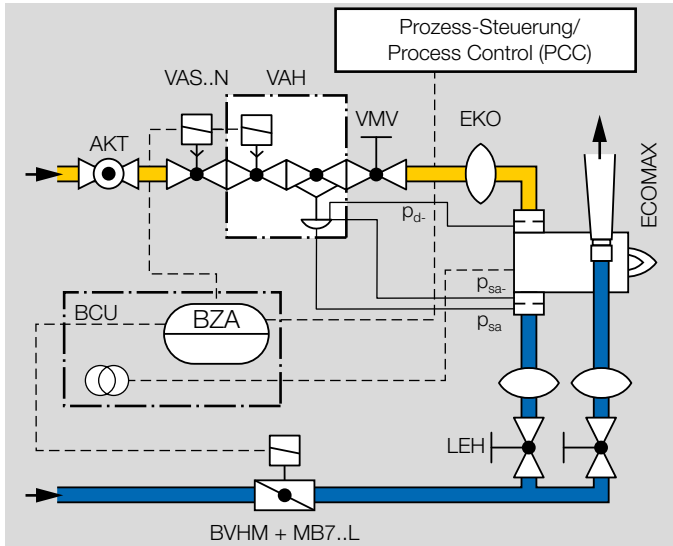 Prozess-Steuerung/
Process Control (PCC)
VAS..N
VAH
VMV
EKO
AKT
ECOMAX
pd-
psa-
psa
BCU
BZA
LEH
BVHM + MB7..L